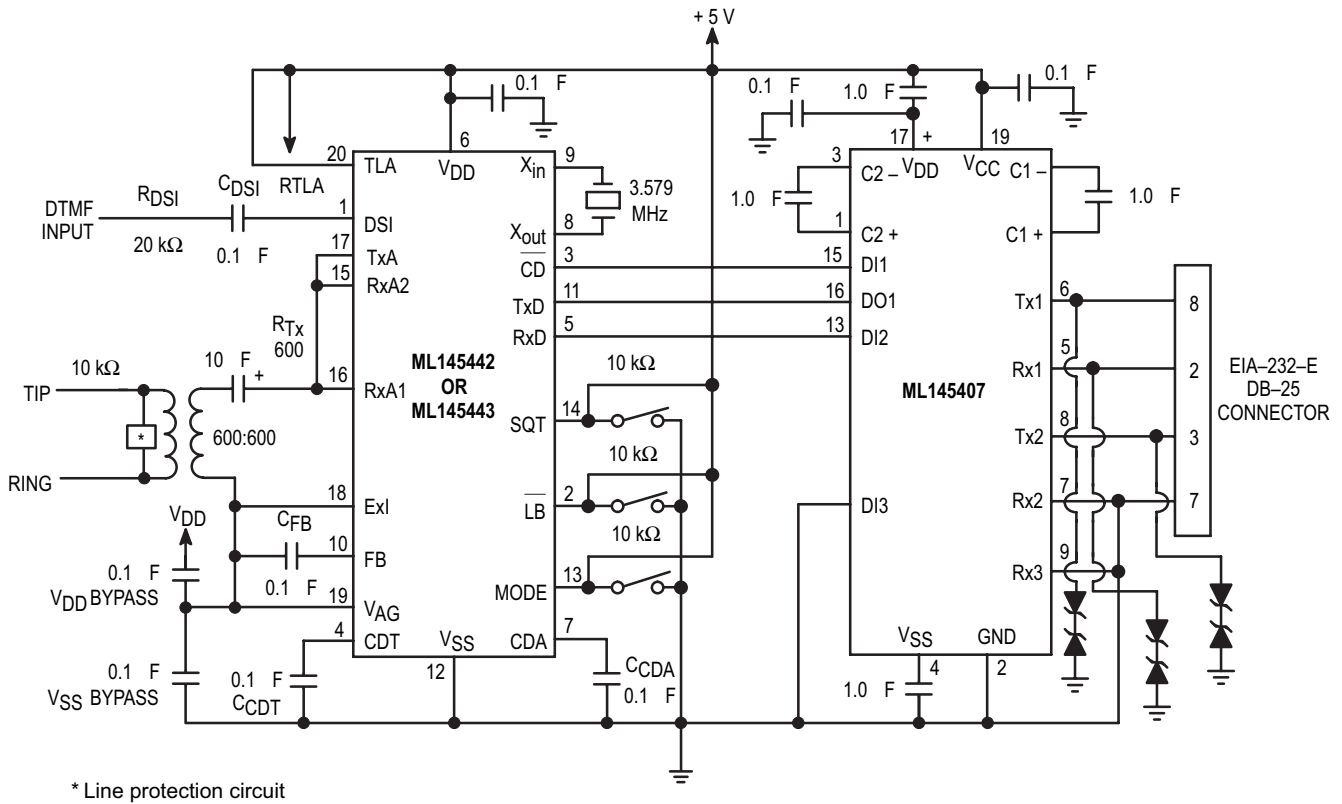 + 5 V
0.1 F
0.1 F
1.0 F
0.1 F
6
17 +
19
20
TLA
VDD
Xin
9
3
C2 –
VDD
VCC
C1 –
RTLA
3.579
MHz
1.0 F
1.0 F
DTMF
INPUT
RDSI
CDSI
20 kΩ
0.1 F
1
DSI
Xout
8
1
C2 +
C1 +
17
TxA
CD
3
15
DI1
15
RxA2
TxD
11
16
DO1
Tx1
6
8
RTx
600
RxD
5
13
DI2
10 kΩ
10 F
+
16
RxA1
ML145442
OR
ML145443
10 kΩ
ML145407
Rx1
5
2
EIA–232–E
DB–25
CONNECTOR
TIP
*
600:600
SQT
14
10 kΩ
Tx2
8
3
RING
18
ExI
LB
2
10 kΩ
DI3
Rx2
7
7
VDD
CFB
10
FB
0.1 F
VDD BYPASS
0.1 F
MODE
13
Rx3
9
19
VAG
4
CDT
VSS
CDA
7
VSS
GND
12
4
2
0.1 F
VSS BYPASS
0.1 F
CCDT
CCDA
0.1 F
1.0 F
* Line protection circuit